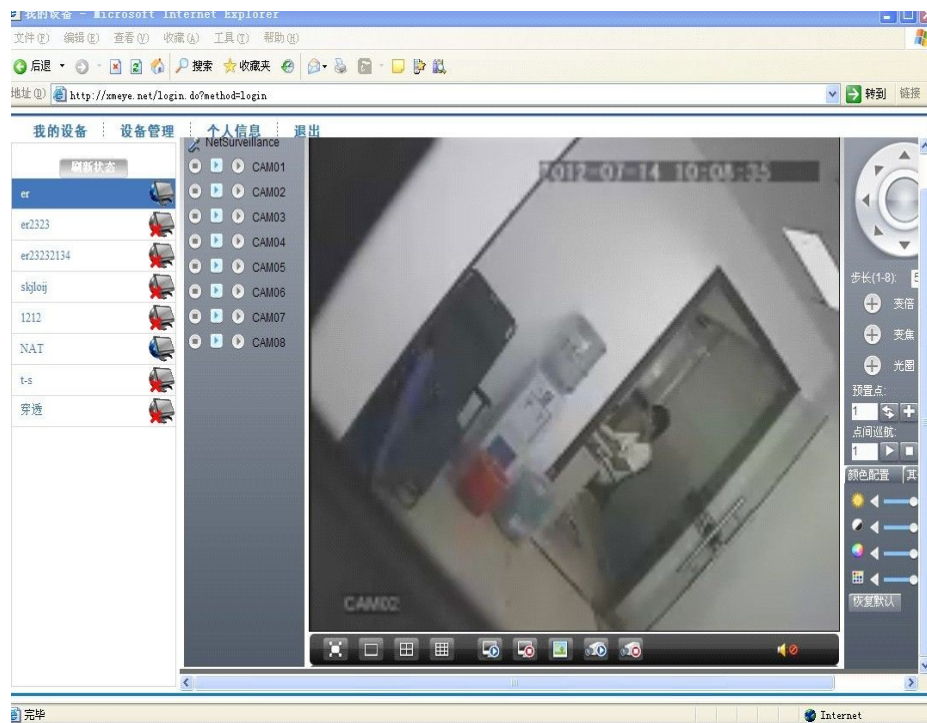 我的设备 - Microsoft Internet Explorer
文件(F) 编辑(E) 查看(V) 收藏(A) 工具(T) 帮助(H)
后退 搜索 收藏夹
地址(D) http://xmeye.net/login.do?method=login 转到 链接
我的设备 设备管理 个人信息 退出
刷新状态
er
er2323
er23232134
skjloij
1212
NAT
t-s
穿透
NetSurveillance
CAM01
CAM02
CAM03
CAM04
CAM05
CAM06
CAM07
CAM08
2012-07-14 10:08:35
CAM02
步长(1-8): 5
变倍
变焦
光圈
预置点:
1
点间巡航:
1
颜色配置 其
恢复默认
完毕 Internet